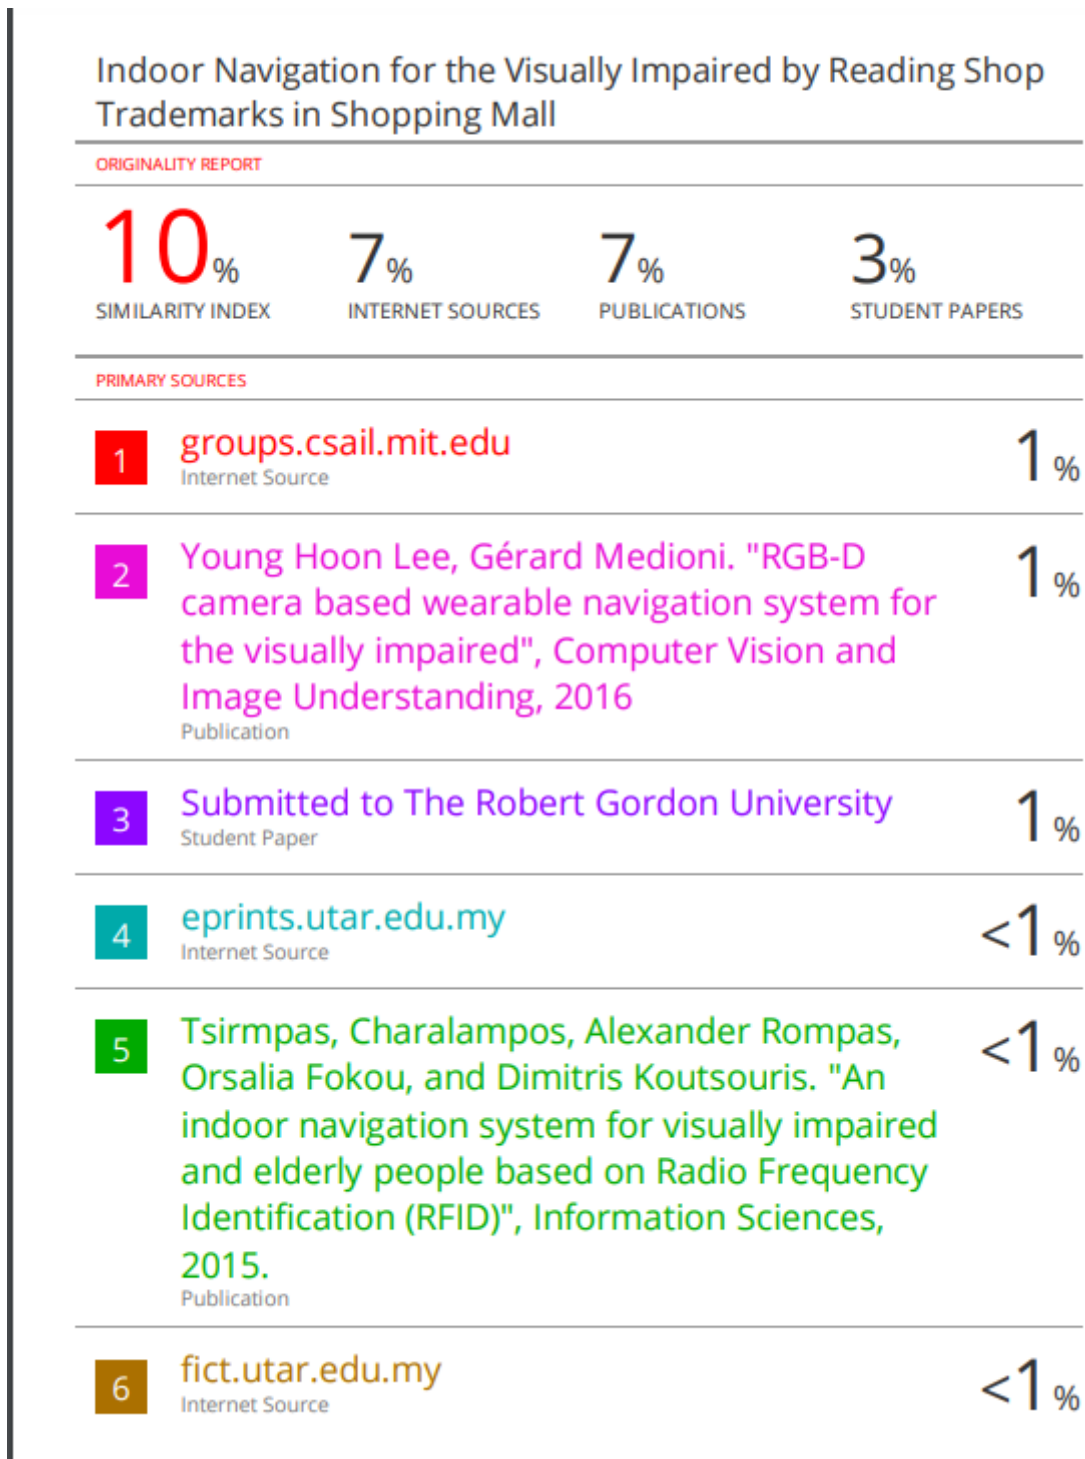 Indoor Navigation for the Visually Impaired by Reading Shop
Trademarks in Shopping Mall
ORIGINALITY REPORT
10% 7% 7% 3%
SIMILARITY INDEX INTERNET SOURCES PUBLICATIONS STUDENT PAPERS
PRIMARY SOURCES
1 groups.csail.mit.edu 1%
Internet Source
2 Young Hoon Lee, Gérard Medioni. "RGB-D 1%
camera based wearable navigation system for
the visually impaired", Computer Vision and
Image Understanding, 2016
Publication
3 Submitted to The Robert Gordon University 1%
Student Paper
4 eprints.utar.edu.my <1%
Internet Source
5 Tsirmpas, Charalampos, Alexander Rompas, <1%
Orsalia Fokou, and Dimitris Koutsouris. "An
indoor navigation system for visually impaired
and elderly people based on Radio Frequency
Identification (RFID)", Information Sciences,
2015.
Publication
6 fict.utar.edu.my <1%
Internet Source